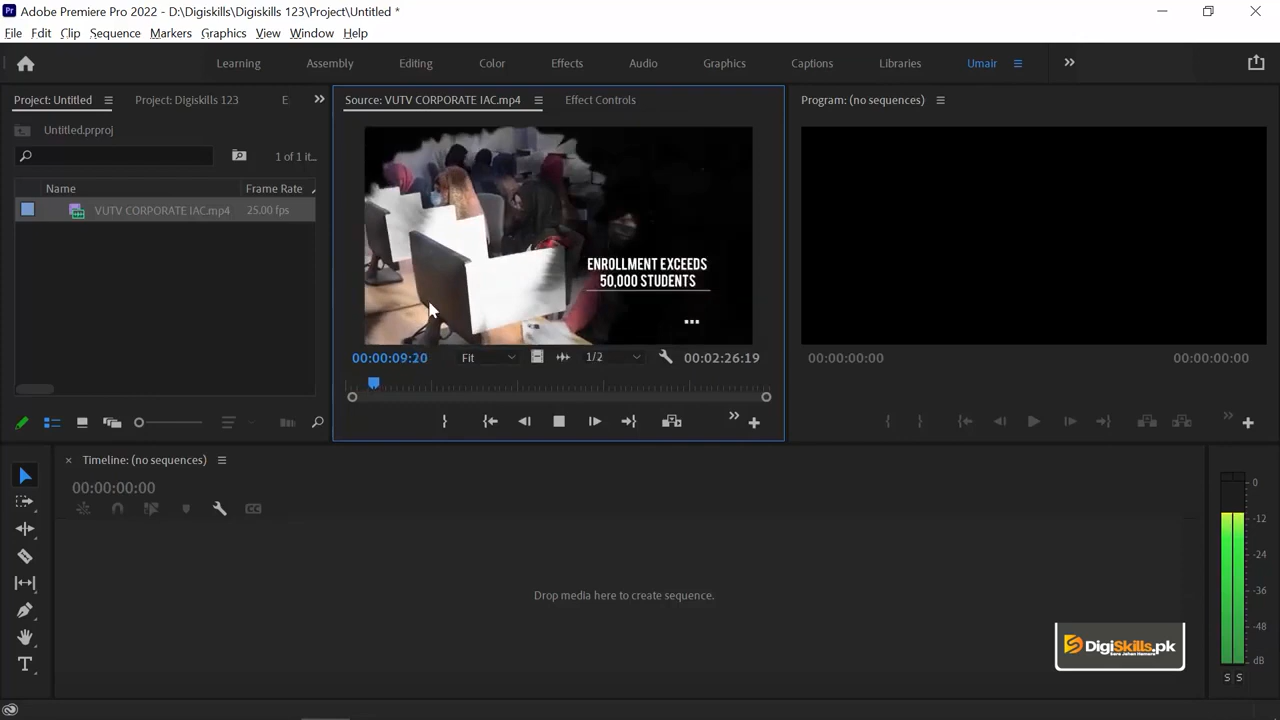 Adobe Premiere Pro 2022 - D:\Digiskills\Digiskills 123\Project\Untitled *
File Edit Clip Sequence Markers Graphics View Window Help
Learning Assembly Editing Color Effects Audio Graphics Captions Libraries Umair
Project: Untitled Project: Digiskills 123 E
Source: VUTV CORPORATE IAC.mp4 Effect Controls
Program: (no sequences)
Untitled.prproj
1 of 1 it...
Name Frame Rate
VUTV CORPORATE IAC.mp4 25.00 fps
ENROLLMENT EXCEEDS
50,000 STUDENTS
00:00:09:20 Fit 1/2 00:02:26:19
00:00:00:00 00:00:00:00
Timeline: (no sequences)
00:00:00:00
Drop media here to create sequence.
0
-12
-24
-36
-48
dB
S S
DigiSkills.pk